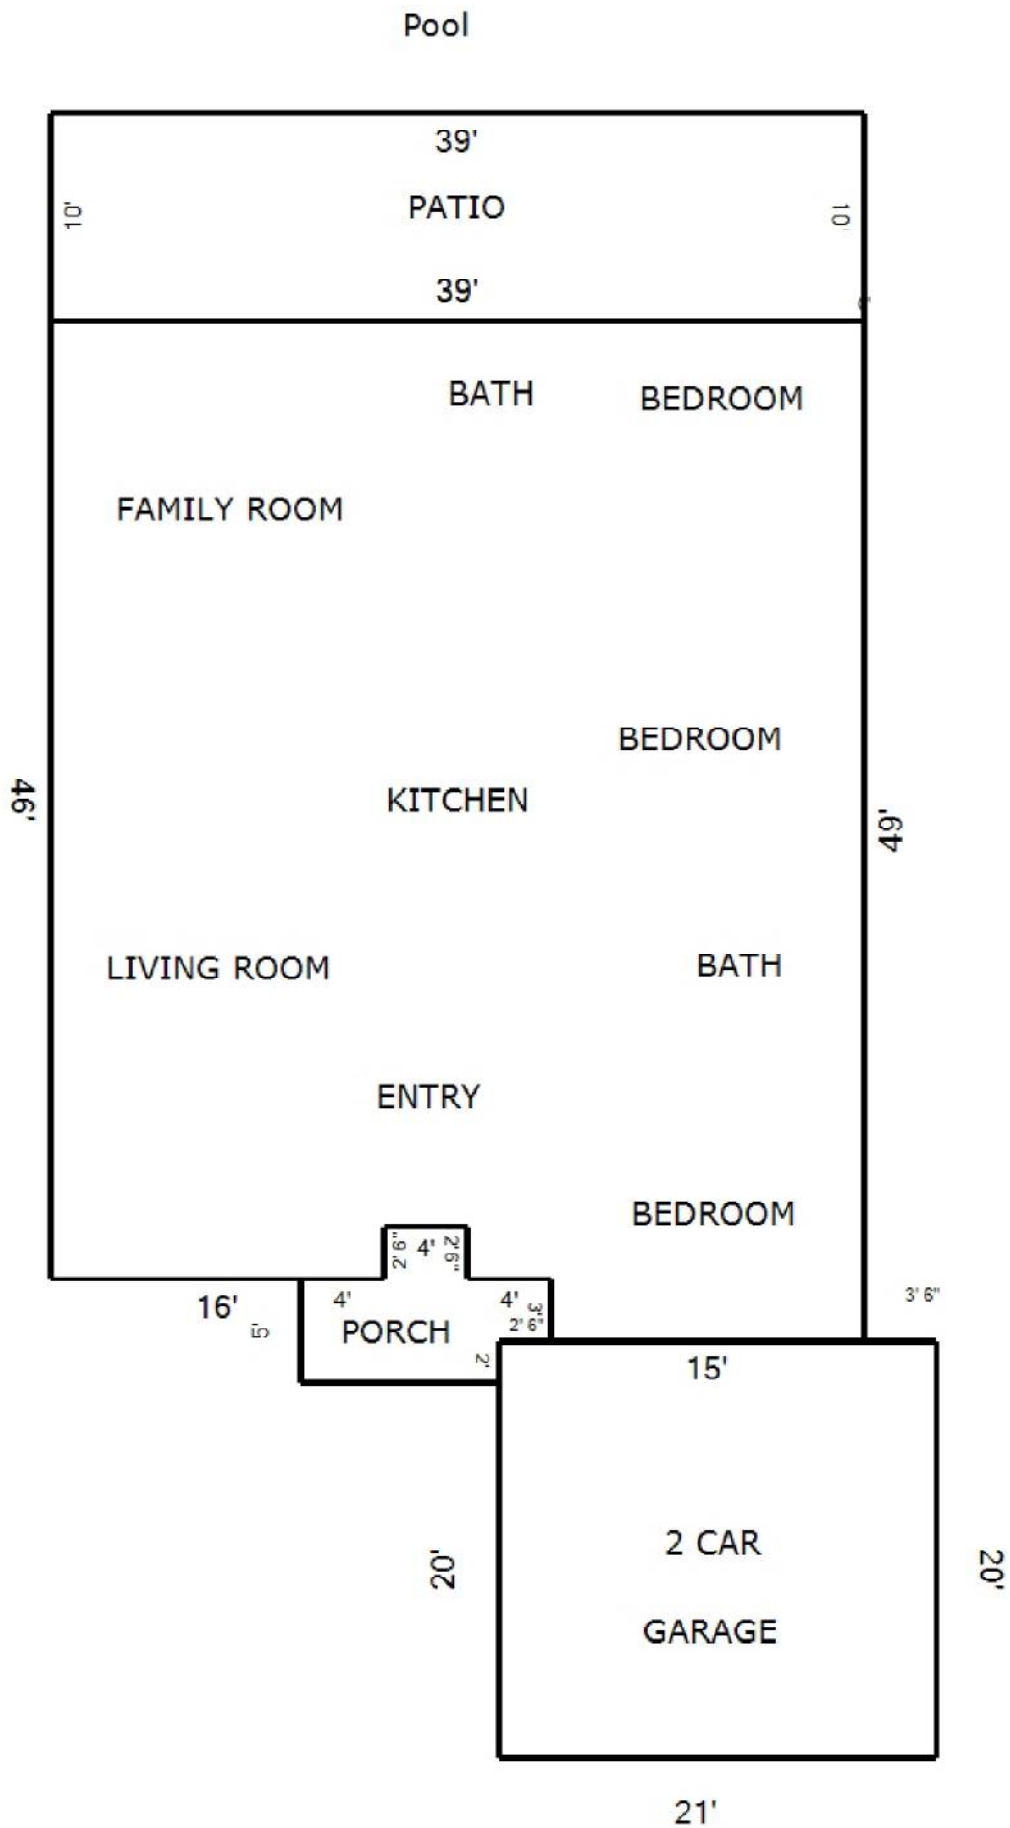 Pool
39'
10'
PATIO
10'
39'
BATH
BEDROOM
FAMILY ROOM
BEDROOM
KITCHEN
46'
49'
LIVING ROOM
BATH
ENTRY
BEDROOM
2' 6"
4'
2' 6"
16'
4'
4'
3'
2' 6"
3' 6"
5'
PORCH
2'
15'
2 CAR
20'
20'
GARAGE
21'